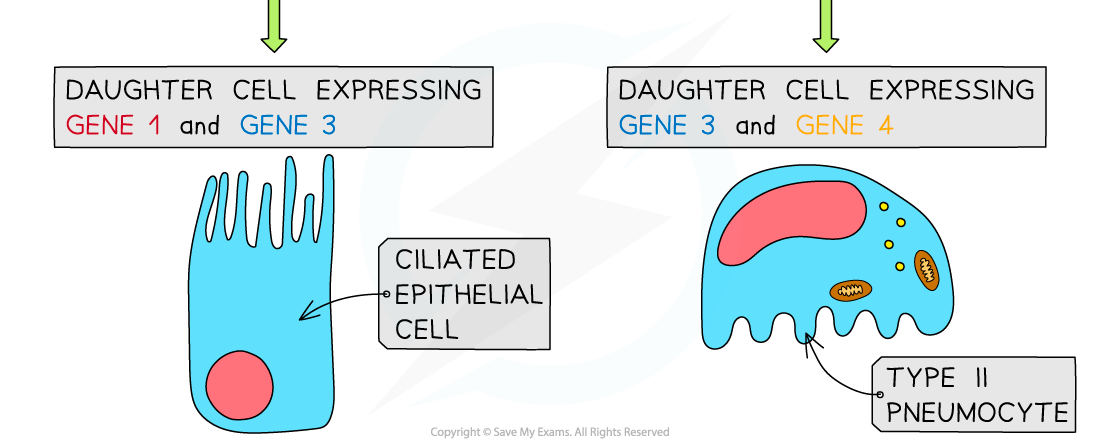 DAUGHTER CELL EXPRESSING
GENE 1 and GENE 3
DAUGHTER CELL EXPRESSING
GENE 3 and GENE 4
CILIATED
EPITHELIAL
CELL
TYPE II
PNEUMOCYTE
Copyright © Save My Exams. All Rights Reserved